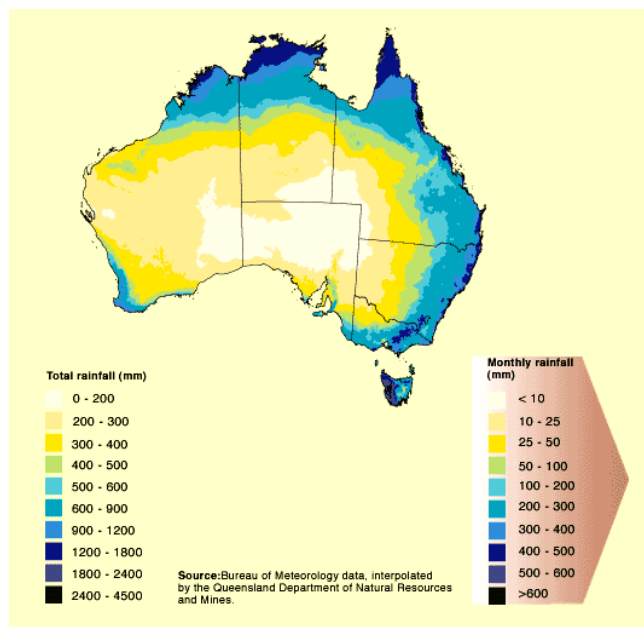 Total rainfall (mm)
0 - 200
200 - 300
300 - 400
400 - 500
500 - 600
600 - 900
900 - 1200
1200 - 1800
1800 - 2400
2400 - 4500
Source:Bureau of Meteorology data, interpolated
by the Queensland Department of Natural Resources
and Mines.
Monthly rainfall
(mm)
< 10
10 - 25
25 - 50
50 - 100
100 - 200
200 - 300
300 - 400
400 - 500
500 - 600
>600